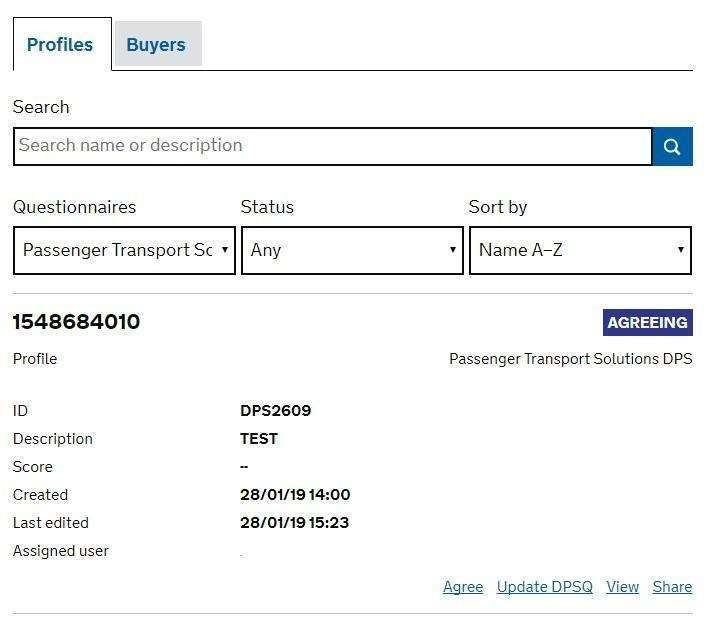 Profiles Buyers
Search
Search name or description
Questionnaires Status Sort by
Passenger Transport Sc Any Name A–Z
1548684010 AGREEING
Profile Passenger Transport Solutions DPS
ID DPS2609
Description TEST
Score --
Created 28/01/19 14:00
Last edited 28/01/19 15:23
Assigned user .
Agree Update DPSQ View Share